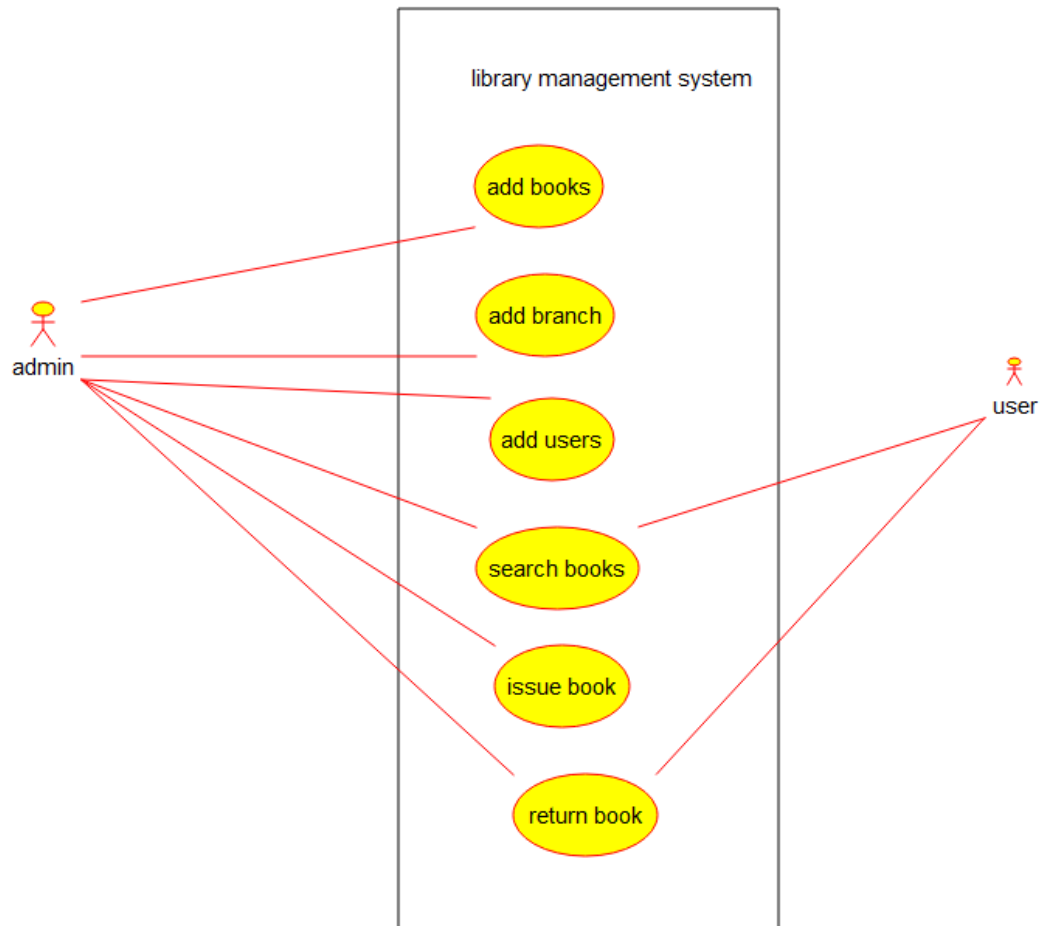 library management system
add books
add branch
admin
add users
user
search books
issue book
return book